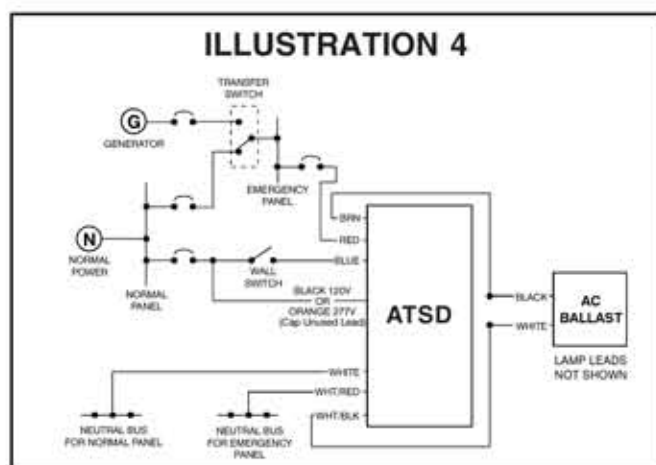 ILLUSTRATION 4
TRANSFER
SWITCH
G
GENERATOR
EMERGENCY
PANEL
N
NORMAL
POWER
NORMAL
PANEL
WALL
SWITCH
BRN
RED
BLUE
BLACK 120V
OR
ORANGE 277V
(Cap Unused Lead)
ATSD
BLACK
WHITE
AC
BALLAST
LAMP LEADS
NOT SHOWN
WHITE
WHT/RED
WHT/BLK
NEUTRAL BUS
FOR NORMAL PANEL
NEUTRAL BUS
FOR EMERGENCY
PANEL